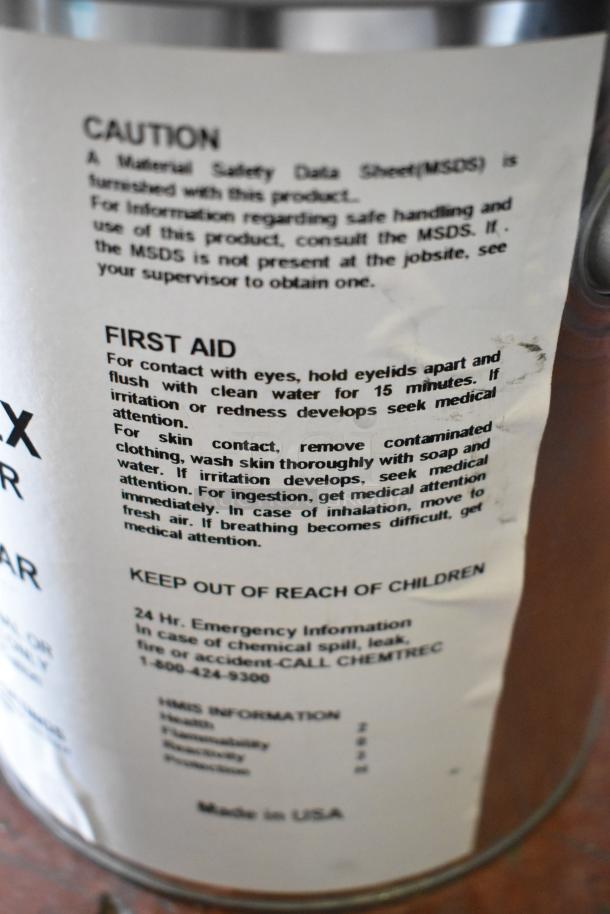 CAUTION
A Material Safety Data Sheet(MSDS) is
furnished with this product..
For Information regarding safe handling and
use of this product, consult the MSDS. If .
the MSDS is not present at the jobsite, see
your supervisor to obtain one.
FIRST AID
For contact with eyes, hold eyelids apart and
flush with clean water for 15 minutes. If
irritation or redness develops seek medical
attention.
For skin contact, remove contaminated
clothing, wash skin thoroughly with soap and
water. If irritation develops, seek medical
attention. For ingestion, get medical attention
immediately. In case of inhalation, move to
fresh air. If breathing becomes difficult, get
medical attention.
KEEP OUT OF REACH OF CHILDREN
24 Hr. Emergency Information
In case of chemical spill, leak,
fire or accident-CALL CHEMTREC
1-800-424-9300
HMIS INFORMATION
Health 2
Flammability
Reactivity
Protection
Made in USA
X
R
AR